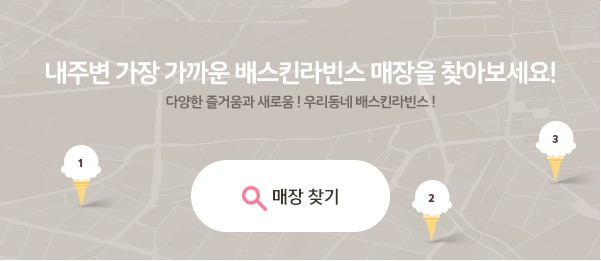 내주변 가장 가까운 배스킨라빈스 매장을 찾아보세요!
다양한 즐거움과 새로움 ! 우리동네 배스킨라빈스 !
3
1
매장 찾기
2